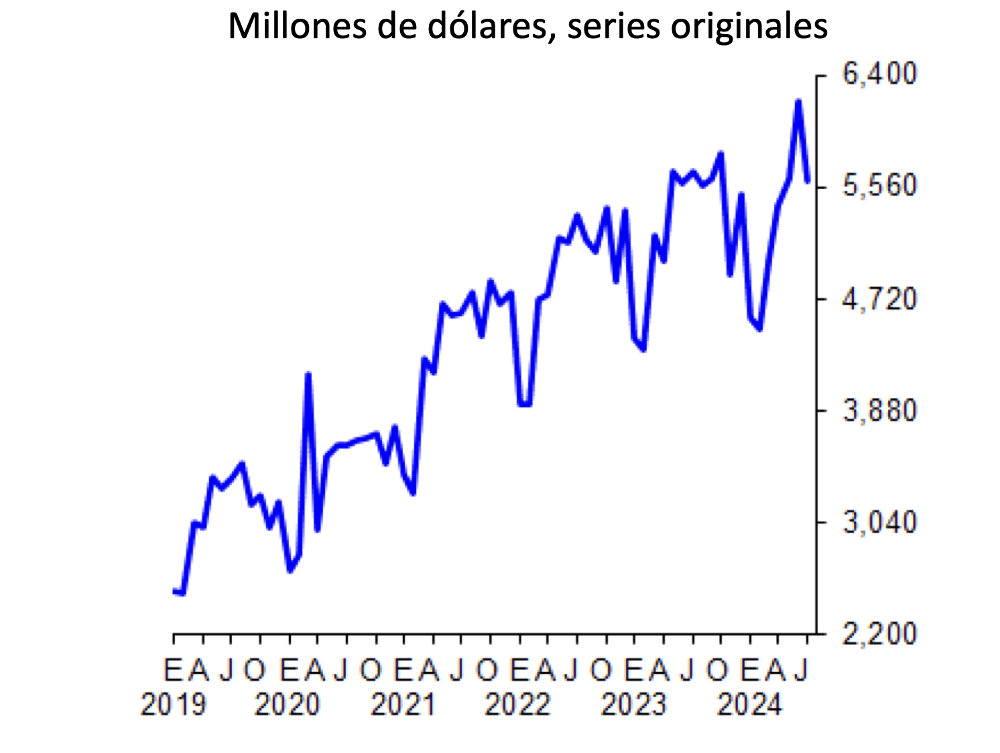 Millones de dólares, series originales
6,400
5,560
4,720
3,880
3,040
2,200
E A J O E A J O E A J O E A J O E A J O E A J
2019 2020 2021 2022 2023 2024